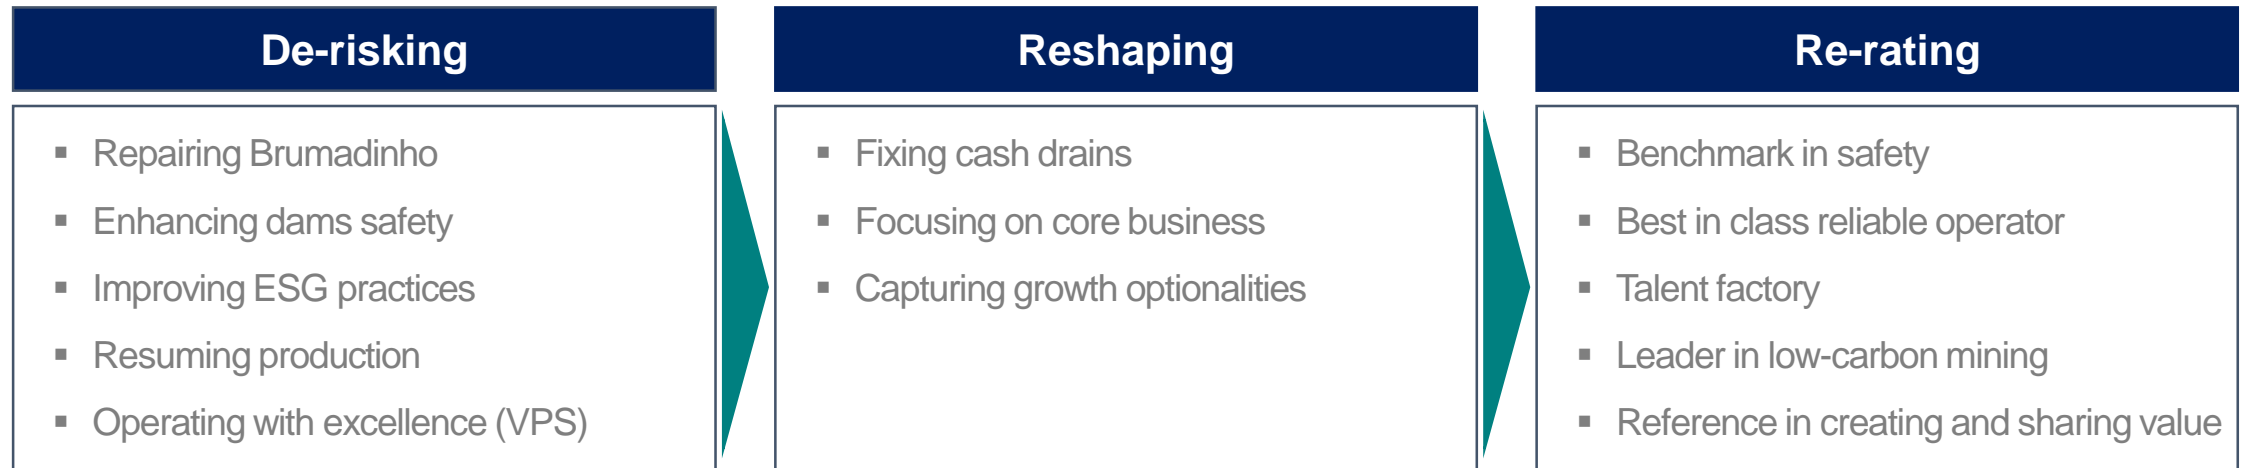 De-risking
▪ Repairing Brumadinho
▪ Enhancing dams safety
▪ Improving ESG practices
▪ Resuming production
▪ Operating with excellence (VPS)
Reshaping
▪ Fixing cash drains
▪ Focusing on core business
▪ Capturing growth optionalities
Re-rating
▪ Benchmark in safety
▪ Best in class reliable operator
▪ Talent factory
▪ Leader in low-carbon mining
▪ Reference in creating and sharing value